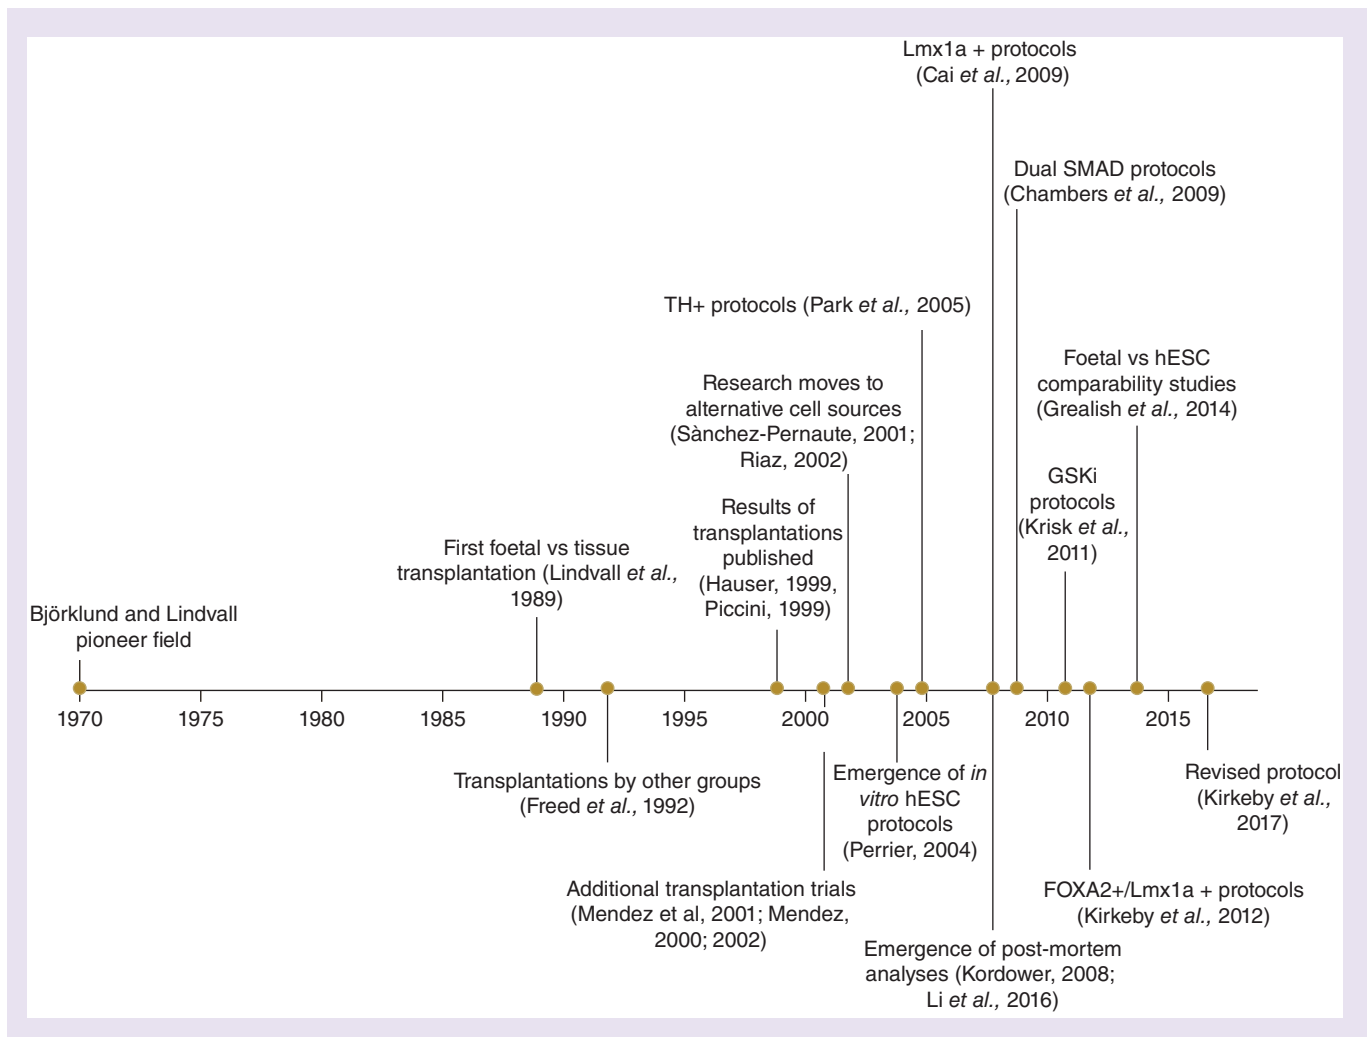 Lmx1a + protocols
(Cai et al., 2009)
Dual SMAD protocols
(Chambers et al., 2009)
TH+ protocols (Park et al., 2005)
Foetal vs hESC
comparability studies
(Grealish et al., 2014)
Research moves to
alternative cell sources
(Sànchez-Pernaute, 2001;
Riaz, 2002)
GSKi
protocols
(Krisk et al.,
2011)
Results of
transplantations
published
(Hauser, 1999,
Piccini, 1999)
First foetal vs tissue
transplantation (Lindvall et al.,
1989)
Björklund and Lindvall
pioneer field
1970 1975 1980 1985 1990 1995 2000 2005 2010 2015
Transplantations by other groups
(Freed et al., 1992)
Emergence of in
vitro hESC
protocols
(Perrier, 2004)
Revised protocol
(Kirkeby et al.,
2017)
Additional transplantation trials
(Mendez et al, 2001; Mendez,
2000; 2002)
FOXA2+/Lmx1a + protocols
(Kirkeby et al., 2012)
Emergence of post-mortem
analyses (Kordower, 2008;
Li et al., 2016)